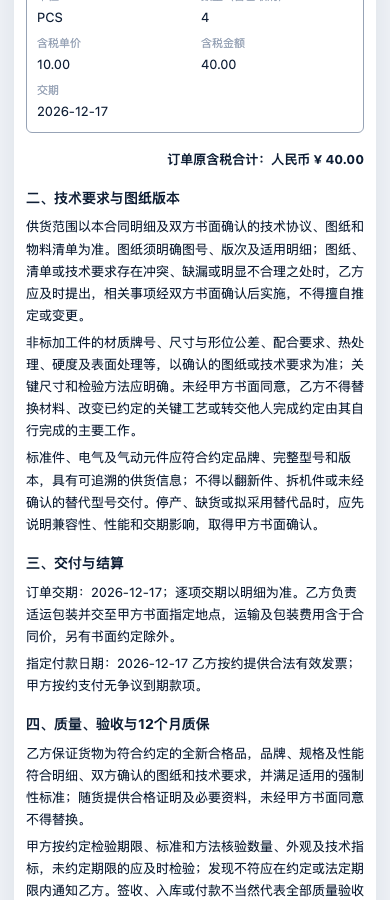 PCS
4
含税单价
含税金额
10.00
40.00
交期
2026-12-17
订单原含税合计：人民币 ¥ 40.00
二、技术要求与图纸版本
供货范围以本合同明细及双方书面确认的技术协议、图纸和
物料清单为准。图纸须明确图号、版次及适用明细；图纸、
清单或技术要求存在冲突、缺漏或明显不合理之处时，乙方
应及时提出，相关事项经双方书面确认后实施，不得擅自推
定或变更。
非标加工件的材质牌号、尺寸与形位公差、配合要求、热处
理、硬度及表面处理等，以确认的图纸或技术要求为准；关
键尺寸和检验方法应明确。未经甲方书面同意，乙方不得替
换材料、改变已约定的关键工艺或转交他人完成约定由其自
行完成的主要工作。
标准件、电气及气动元件应符合约定品牌、完整型号和版
本，具有可追溯的供货信息；不得以翻新件、拆机件或未经
确认的替代型号交付。停产、缺货或拟采用替代品时，应先
说明兼容性、性能和交期影响，取得甲方书面确认。
三、交付与结算
订单交期：2026-12-17；逐项交期以明细为准。乙方负责
适运包装并交至甲方书面指定地点，运输及包装费用含于合
同价，另有书面约定除外。
指定付款日期：2026-12-17 乙方按约提供合法有效发票；
甲方按约支付无争议到期款项。
四、质量、验收与12个月质保
乙方保证货物为符合约定的全新合格品，品牌、规格及性能
符合明细、双方确认的图纸和技术要求，并满足适用的强制
性标准；随货提供合格证明及必要资料，未经甲方书面同意
不得替换。
甲方按约定检验期限、标准和方法核验数量、外观及技术指
标，未约定期限的应及时检验；发现不符应在约定或法定期
限内通知乙方。签收、入库或付款不当然代表全部质量验收